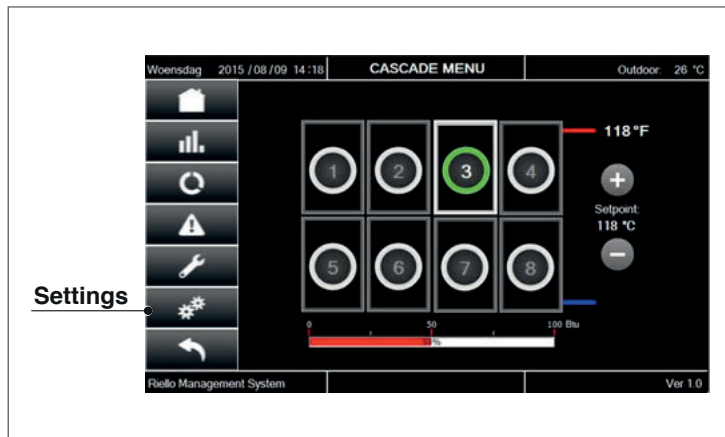 Woensdag 2015 / 08 / 09 14:18 CASCADE MENU Outdoor: 26 °C
118°F
1 2 3 4
Setpoint:
118 °C
5 6 7 8
Settings
0 50 100 Btu
Riello Management System Ver 1.0